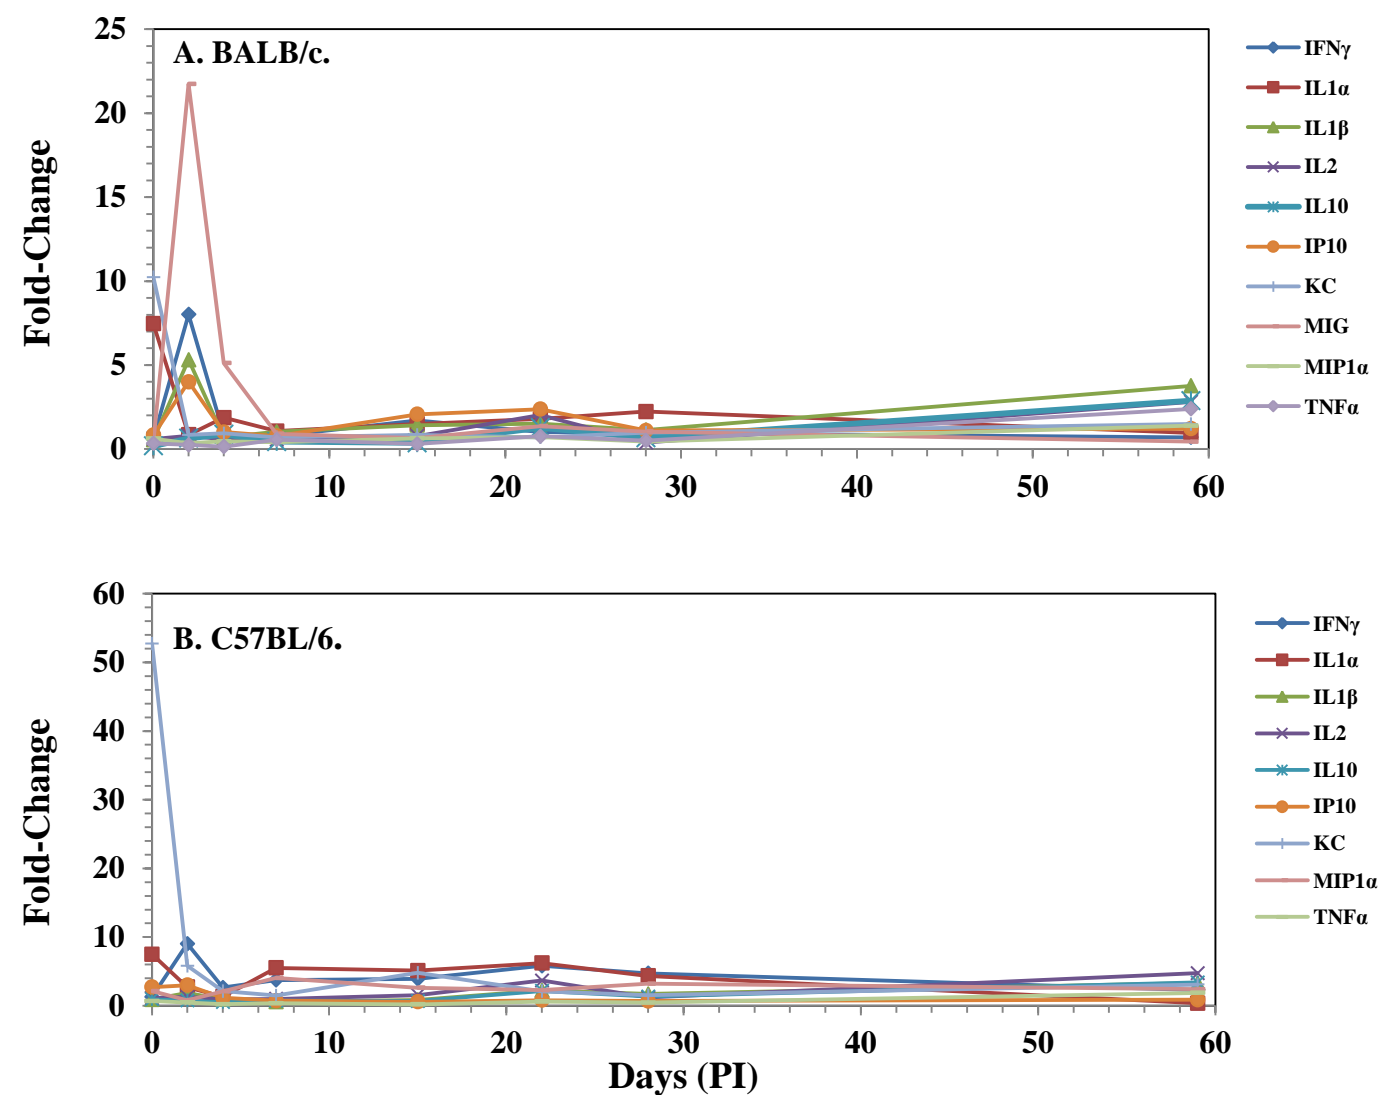 A. BALB/c.
Fold-Change
25
20
15
10
5
0
0 10 20 30 40 50 60
IFNγ
IL1α
IL1β
IL2
IL10
IP10
KC
MIG
MIP1α
TNFα
B. C57BL/6.
Fold-Change
60
50
40
30
20
10
0
0 10 20 30 40 50 60
Days (PI)
IFNγ
IL1α
IL1β
IL2
IL10
IP10
KC
MIP1α
TNFα